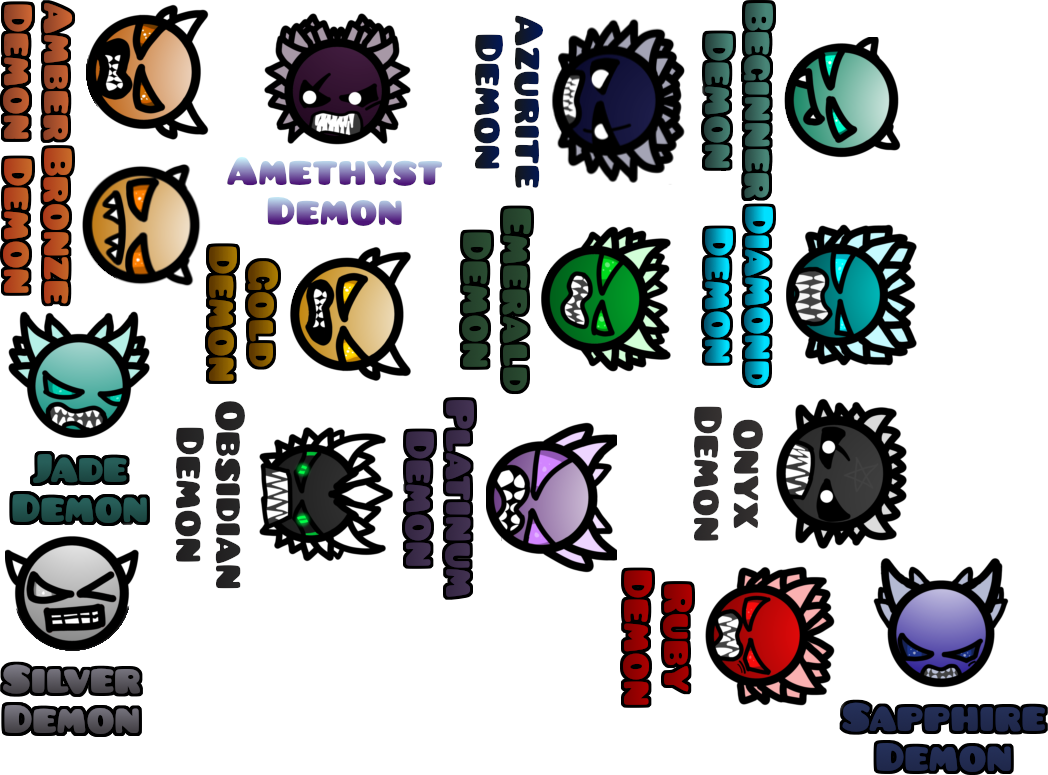 Amber
Demon
Amethyst
Demon
Azurite
Demon
Beginner
Demon
Bronze
Demon
Gold
Demon
Emerald
Demon
Diamond
Demon
Jade
Demon
Obsidian
Demon
Platinum
Demon
Onyx
Demon
Silver
Demon
Ruby
Demon
Sapphire
Demon